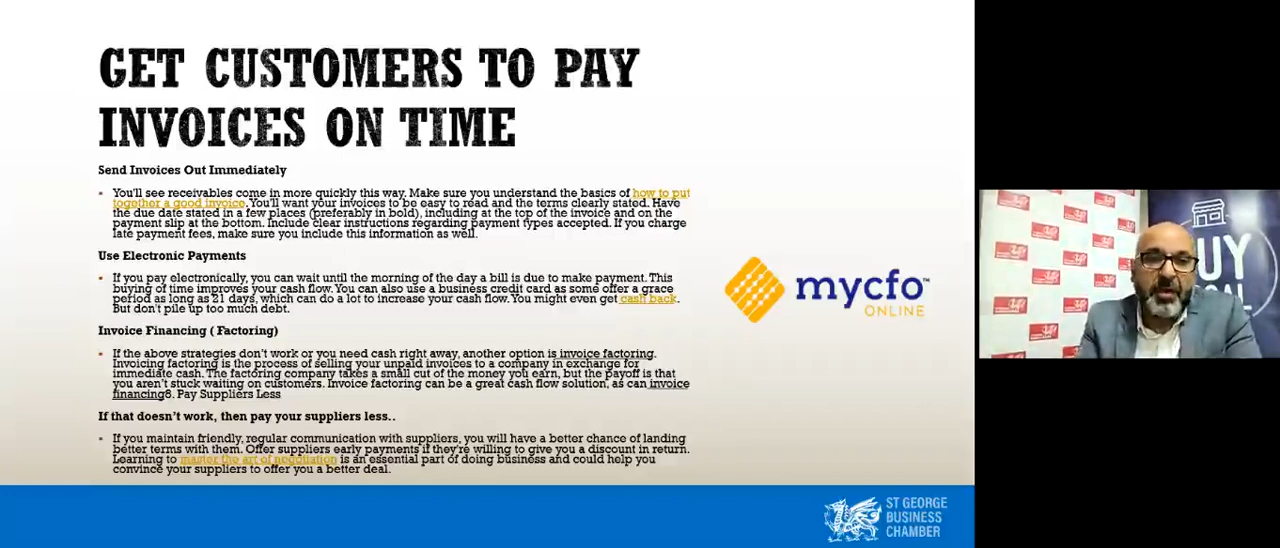 GET CUSTOMERS TO PAY
INVOICES ON TIME
Send Invoices Out Immediately
▪ You'll see receivables come in more quickly this way. Make sure you understand the basics of how to put
together a good invoice. You'll want your invoices to be easy to read and the terms clearly stated. Have
the due date stated in a few places (preferably in bold), including at the top of the invoice and on the
payment slip at the bottom. Include clear instructions regarding payment types accepted. If you charge
late payment fees, make sure you include this information as well.
Use Electronic Payments
▪ If you pay electronically, you can wait until the morning of the day a bill is due to make payment. This
buying of time improves your cash flow. You can also use a business credit card as some offer a grace
period as long as 21 days, which can do a lot to increase your cash flow. You might even get cash back.
But don't pile up too much debt.
Invoice Financing ( Factoring)
▪ If the above strategies don't work or you need cash right away, another option is invoice factoring.
Invoicing factoring is the process of selling your unpaid invoices to a company in exchange for
immediate cash. The factoring company takes a small cut of the money you earn, but the payoff is that
you aren't stuck waiting on customers. Invoice factoring can be a great cash flow solution, as can invoice
financing8. Pay Suppliers Less
If that doesn't work, then pay your suppliers less..
▪ If you maintain friendly, regular communication with suppliers, you will have a better chance of landing
better terms with them. Offer suppliers early payments if they're willing to give you a discount in return.
Learning to master the art of negotiation is an essential part of doing business and could help you
convince your suppliers to offer you a better deal.
mycfo™
ONLINE
ST GEORGE
BUSINESS
CHAMBER